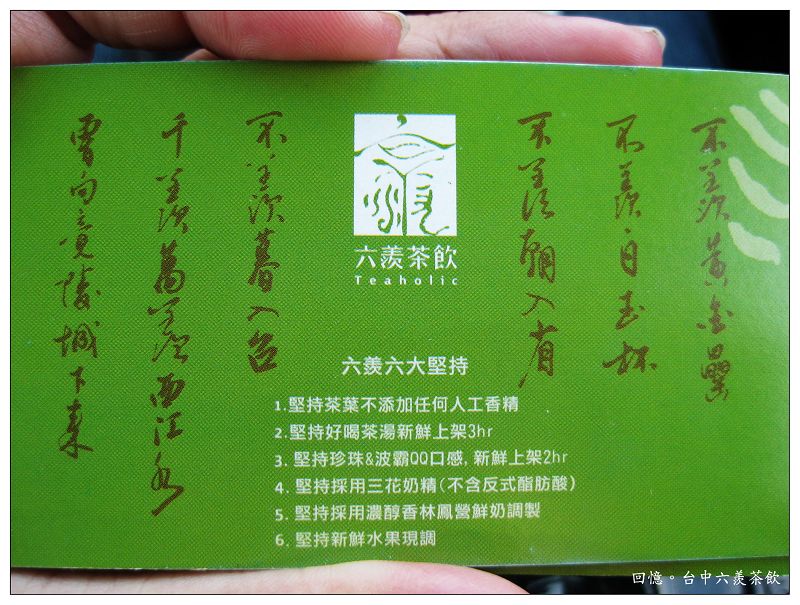 不羨黃金罍
不羨白玉杯
不羨朝入省
不羨暮入台
千羨萬羨西江水
曾向竟陵城下來
六羨茶飲
Teaholic
六羨六大堅持
1.堅持茶葉不添加任何人工香精
2.堅持好喝茶湯新鮮上架3hr
3. 堅持珍珠&波霸QQ口感,新鮮上架2hr
4. 堅持採用三花奶精(不含反式酯肪酸)
5. 堅持採用濃醇香林鳳營鮮奶調製
6. 堅持新鮮水果現調
回憶。台中六羨茶飲